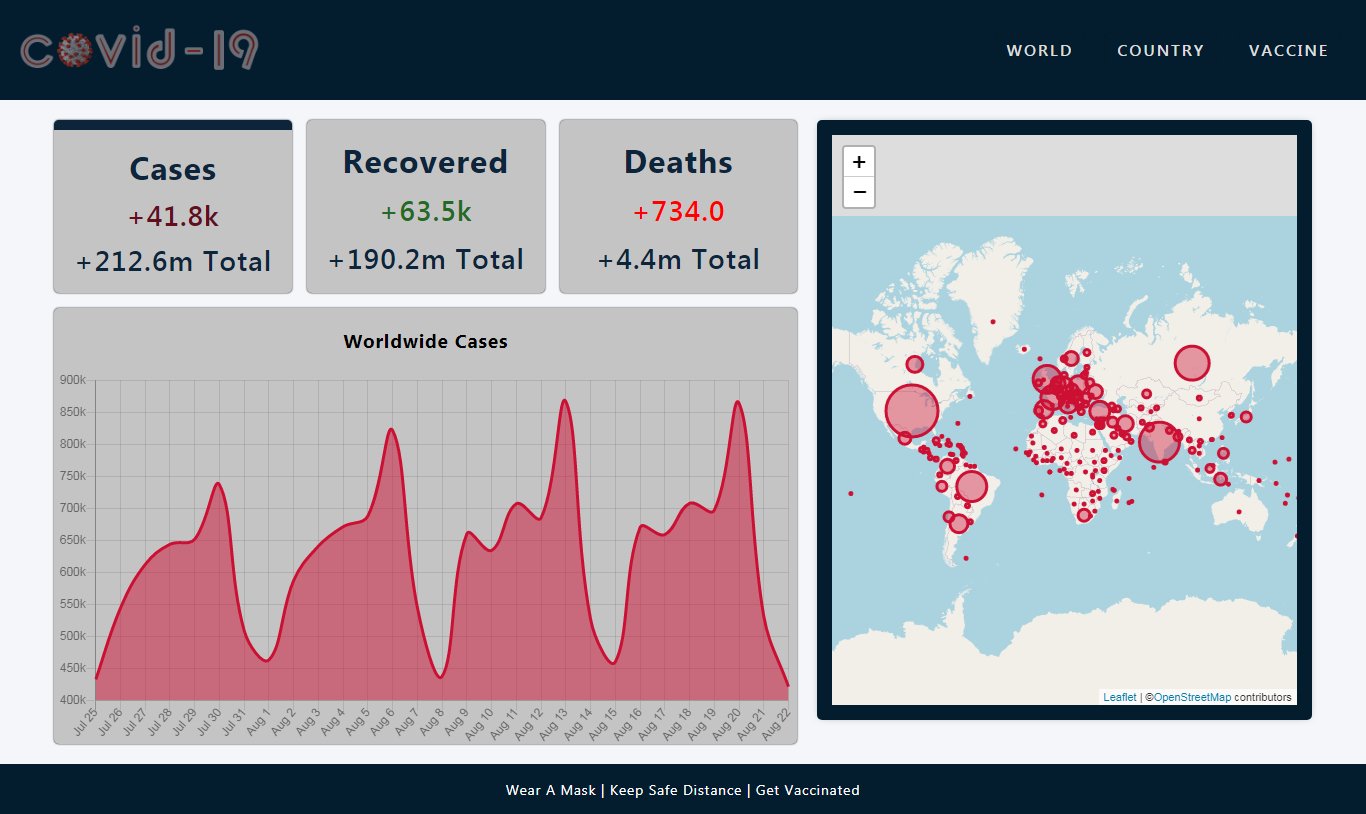 covid-19
WORLD COUNTRY VACCINE
Cases
+41.8k
+212.6m Total
Recovered
+63.5k
+190.2m Total
Deaths
+734.0
+4.4m Total
Worldwide Cases
900k
850k
800k
750k
700k
650k
600k
550k
500k
450k
400k
Jul 25 Jul 26 Jul 27 Jul 28 Jul 29 Jul 30 Jul 31 Aug 1 Aug 2 Aug 3 Aug 4 Aug 5 Aug 6 Aug 7 Aug 8 Aug 9 Aug 10 Aug 11 Aug 12 Aug 13 Aug 14 Aug 15 Aug 16 Aug 17 Aug 18 Aug 19 Aug 20 Aug 21 Aug 22
+
−
Leaflet | ©OpenStreetMap contributors
Wear A Mask | Keep Safe Distance | Get Vaccinated